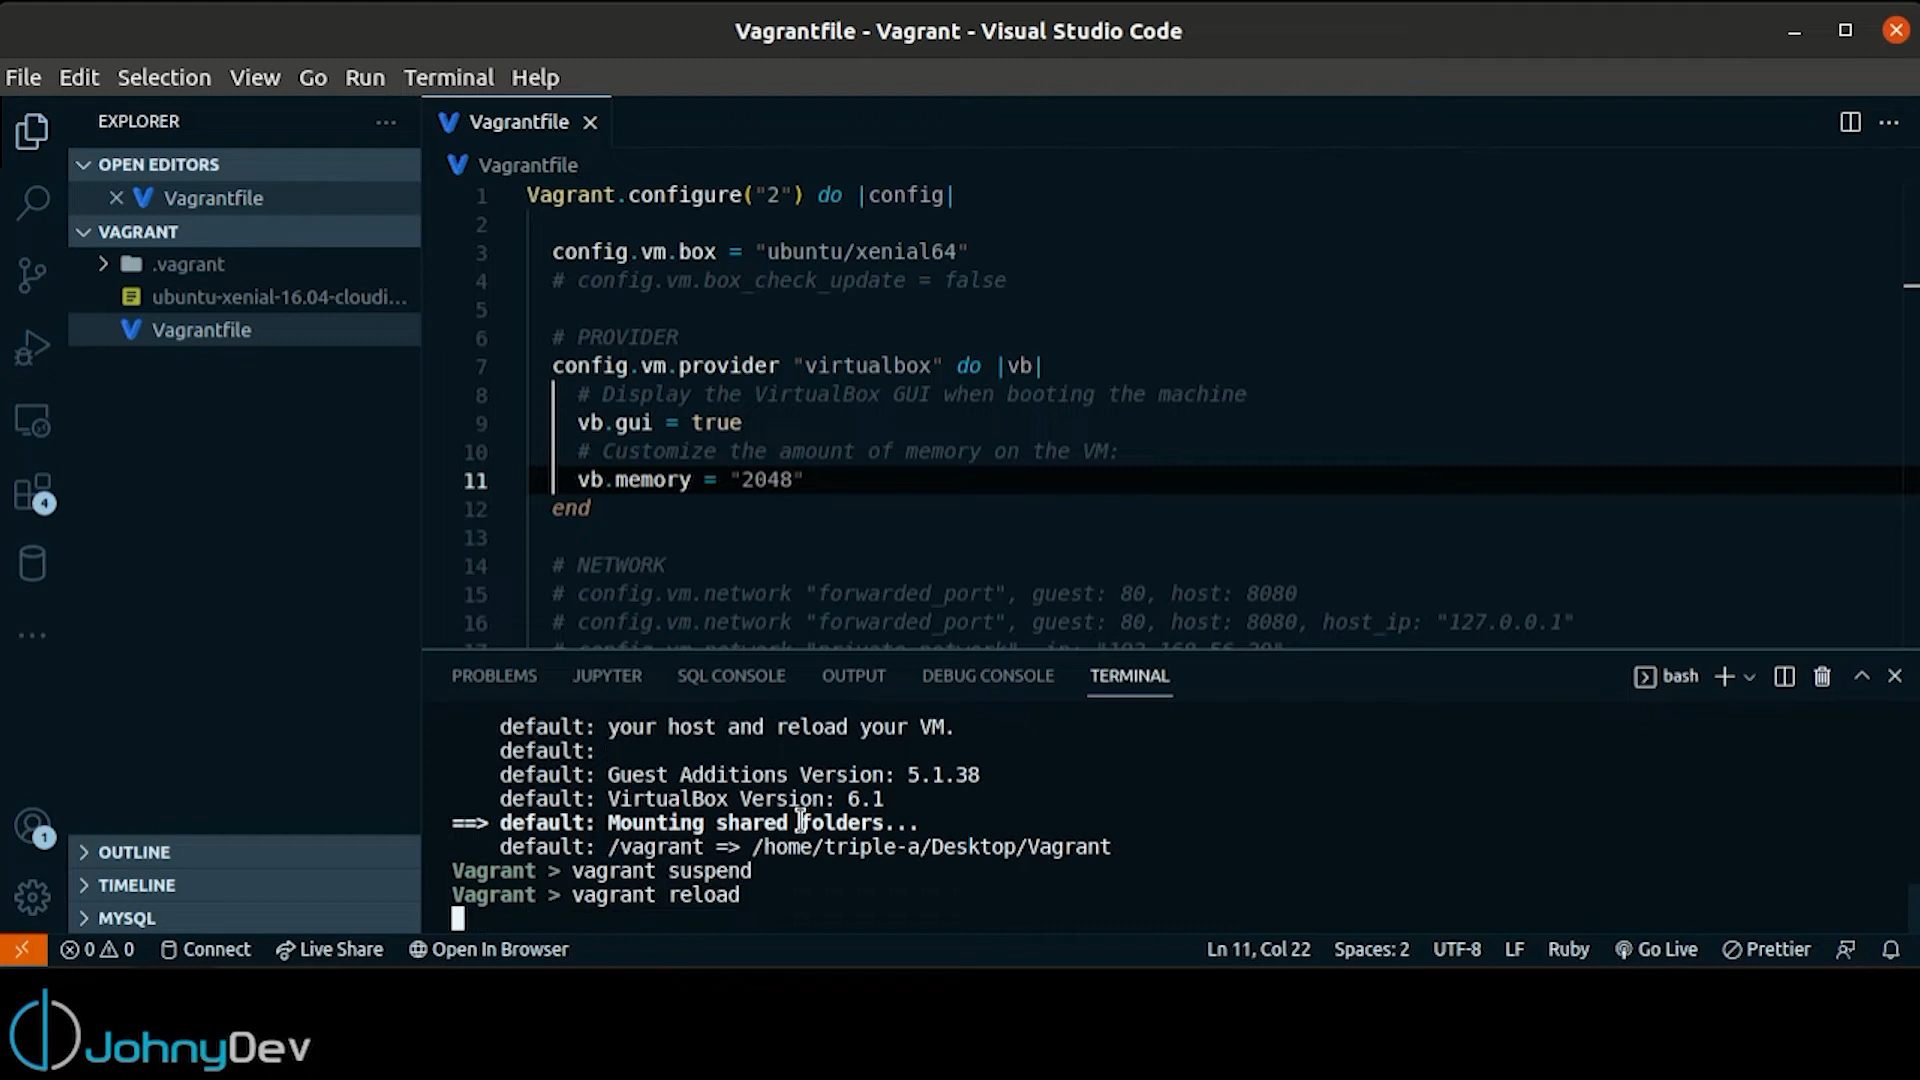 Vagrantfile - Vagrant - Visual Studio Code
File Edit Selection View Go Run Terminal Help
EXPLORER
OPEN EDITORS
Vagrantfile
VAGRANT
.vagrant
ubuntu-xenial-16.04-cloudi...
Vagrantfile
OUTLINE
TIMELINE
MYSQL
4
1
Vagrantfile
Vagrantfile
1 Vagrant.configure("2") do |config|
2
3 config.vm.box = "ubuntu/xenial64"
4 # config.vm.box_check_update = false
5
6 # PROVIDER
7 config.vm.provider "virtualbox" do |vb|
8 # Display the VirtualBox GUI when booting the machine
9 vb.gui = true
10 # Customize the amount of memory on the VM:
11 vb.memory = "2048"
12 end
13
14 # NETWORK
15 # config.vm.network "forwarded_port", guest: 80, host: 8080
16 # config.vm.network "forwarded_port", guest: 80, host: 8080, host_ip: "127.0.0.1"
PROBLEMS JUPYTER SQL CONSOLE OUTPUT DEBUG CONSOLE TERMINAL bash
default: your host and reload your VM.
default:
default: Guest Additions Version: 5.1.38
default: VirtualBox Version: 6.1
==> default: Mounting shared folders...
default: /vagrant => /home/triple-a/Desktop/Vagrant
Vagrant > vagrant suspend
Vagrant > vagrant reload
0 0 Connect Live Share Open In Browser Ln 11, Col 22 Spaces: 2 UTF-8 LF Ruby Go Live Prettier
JohnyDev